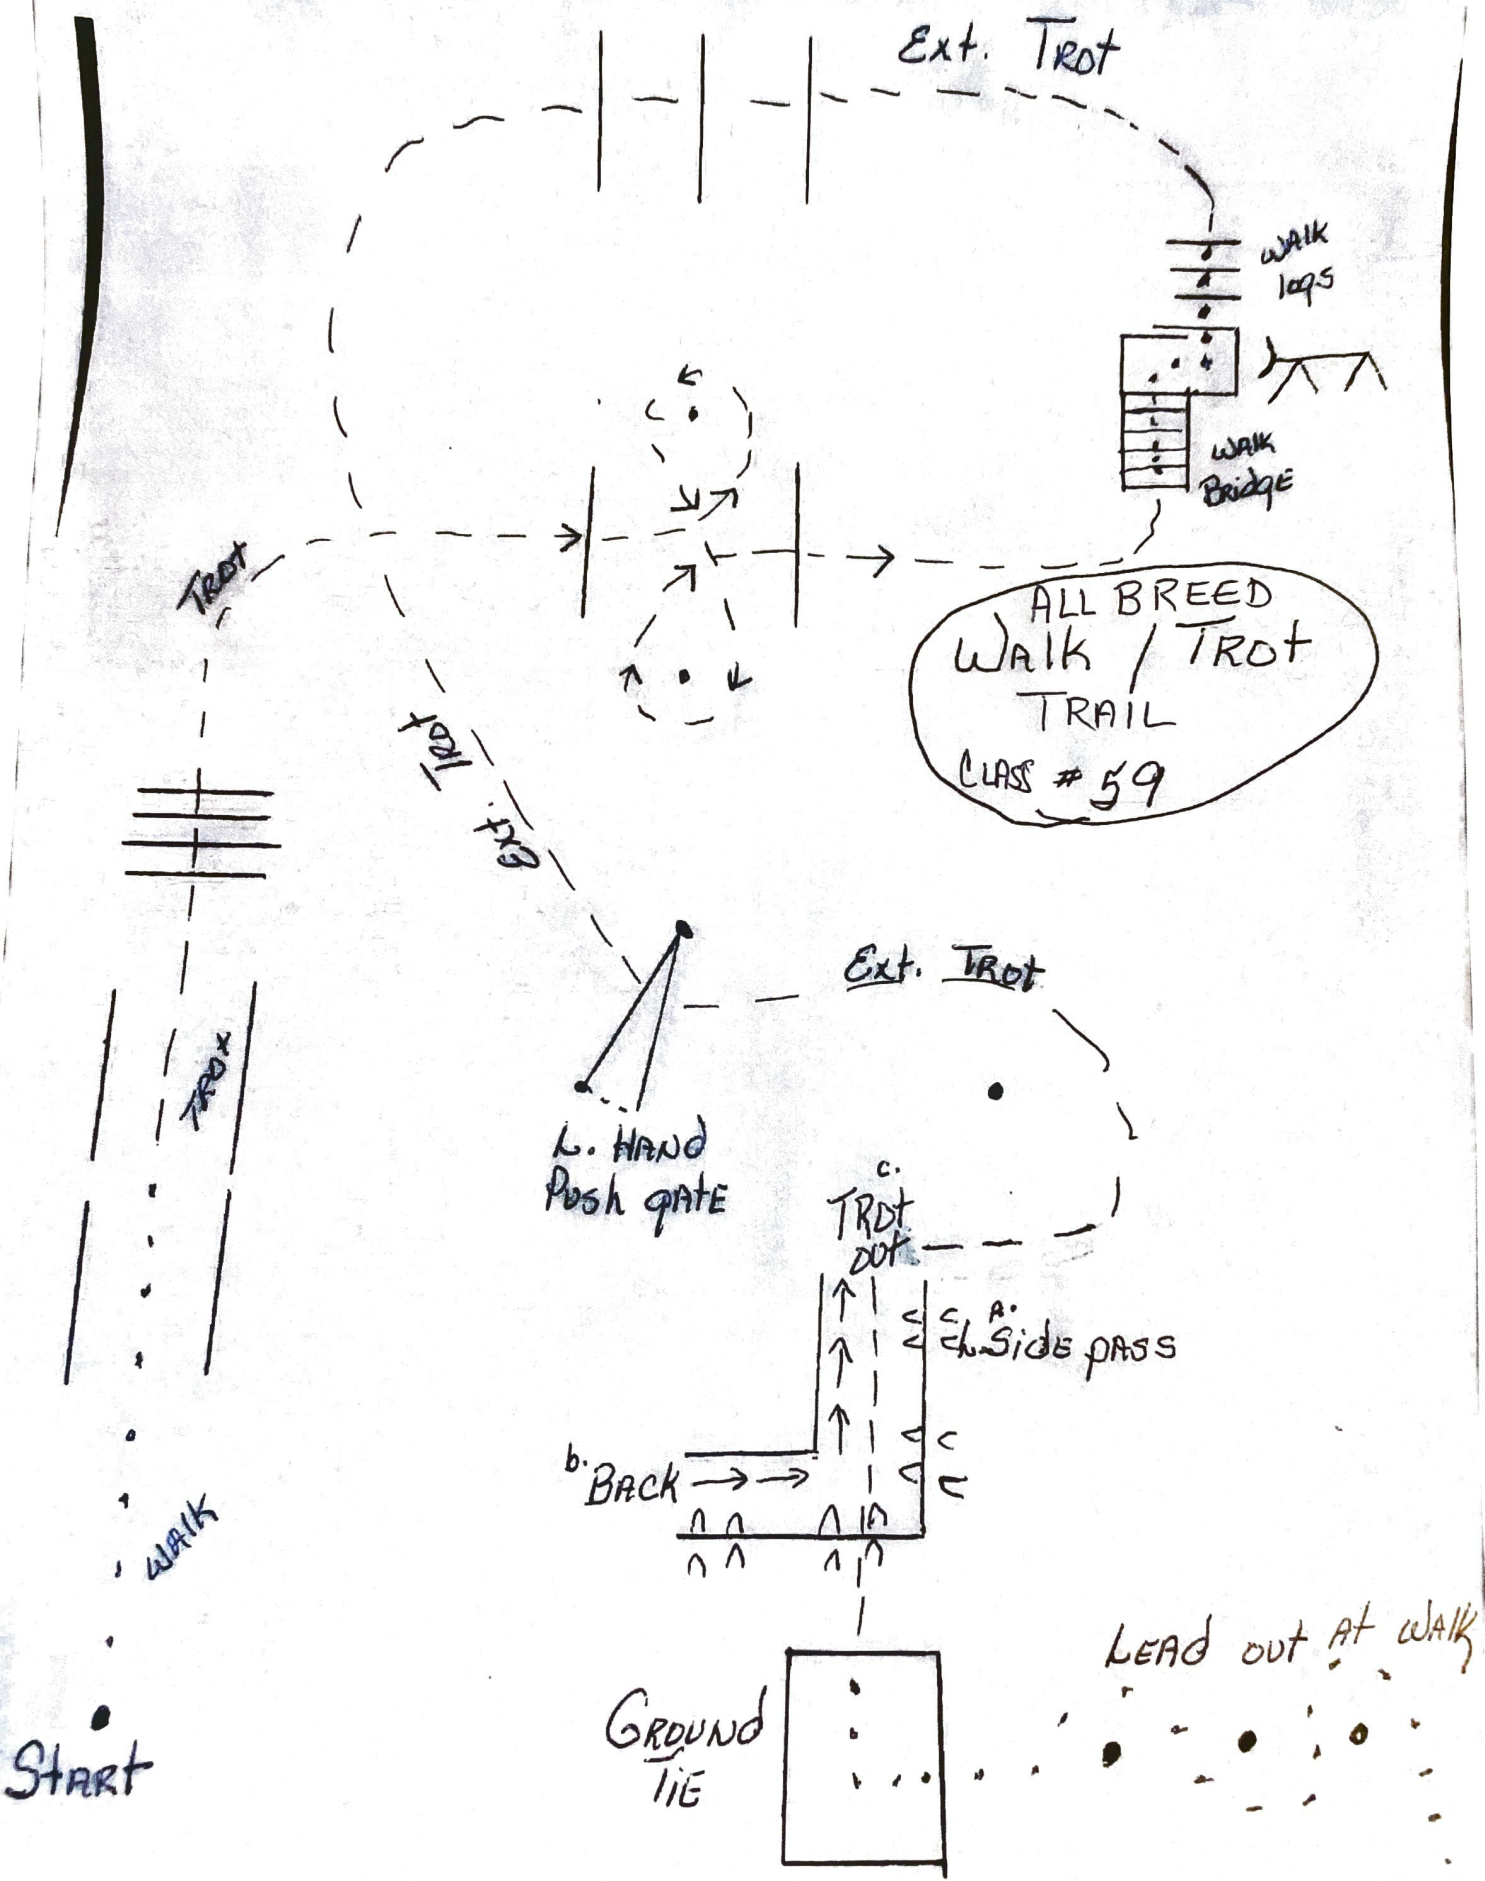 Ext. Trot
Walk
logs
Walk
Bridge
Trot
ALL BREED
Walk / Trot
TRAIL
CLASS # 59
Ext. Trot
Ext. Trot
Trot
L. HAND
Push gate
c.
Trot
out
A.
L. Side pass
b. BACK
Walk
LEAD out At Walk
Ground
Tie
Start